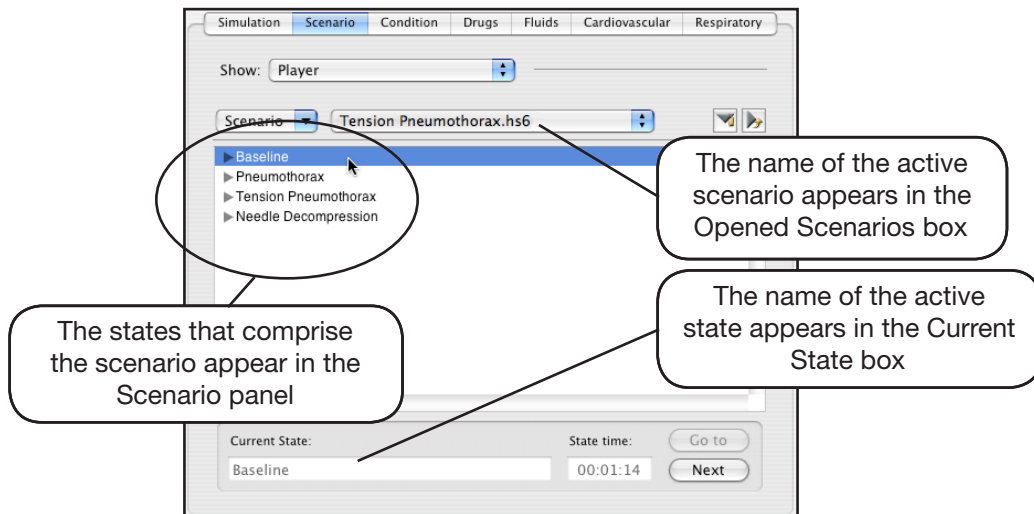 Simulation Scenario Condition Drugs Fluids Cardiovascular Respiratory
Show: Player
Scenario Tension Pneumothorax.hs6
Baseline
Pneumothorax
Tension Pneumothorax
Needle Decompression
The name of the active
scenario appears in the
Opened Scenarios box
The name of the active
state appears in the Current
State box
The states that comprise
the scenario appear in the
Scenario panel
Current State: State time: Go to
Baseline 00:01:14 Next